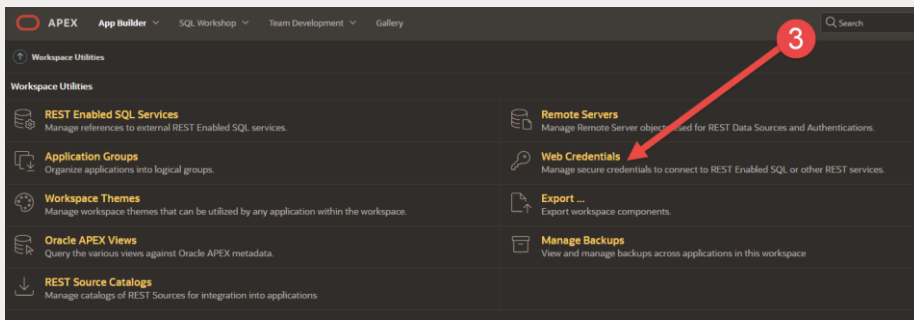 APEX App Builder SQL Workshop Team Development Gallery Search
3
Workspace Utilities
Workspace Utilities
REST Enabled SQL Services
Manage references to external REST Enabled SQL services.
Remote Servers
Manage Remote Server objects used for REST Data Sources and Authentications.
Application Groups
Organize applications into logical groups.
Web Credentials
Manage secure credentials to connect to REST Enabled SQL or other REST services.
Workspace Themes
Manage workspace themes that can be utilized by any application within the workspace.
Export ...
Export workspace components.
Oracle APEX Views
Query the various views against Oracle APEX metadata.
Manage Backups
View and manage backups across applications in this workspace
REST Source Catalogs
Manage catalogs of REST Sources for integration into applications